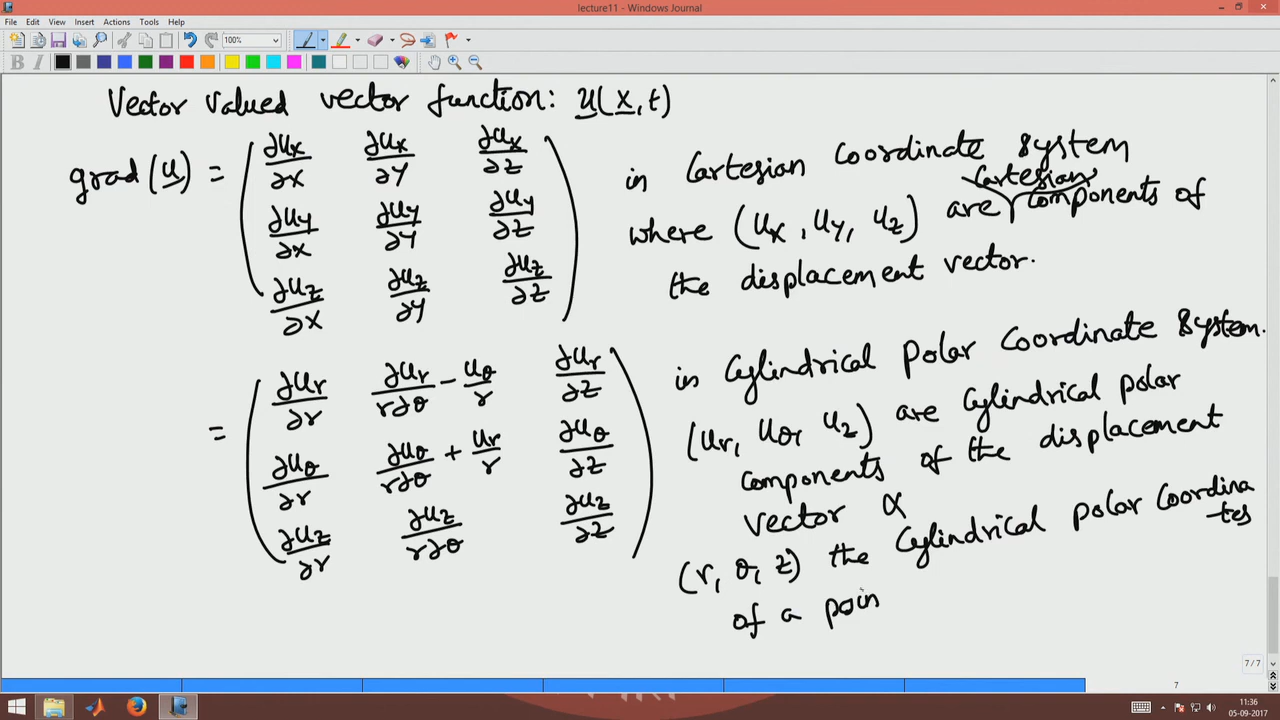 lecture11 - Windows Journal
File Edit View Insert Actions Tools Help
100%
B I
Vector valued vector function: u(x, t)
grad(u) = ( ∂ux/∂x ∂ux/∂y ∂ux/∂z
∂uy/∂x ∂uy/∂y ∂uy/∂z
∂uz/∂x ∂uz/∂y ∂uz/∂z )
in Cartesian Coordinate System
where (ux, uy, uz) are Cartesian components of
the displacement vector.
= ( ∂ur/∂r ∂ur/r∂θ - uθ/r ∂ur/∂z
∂uθ/∂r ∂uθ/r∂θ + ur/r ∂uθ/∂z
∂uz/∂r ∂uz/r∂θ ∂uz/∂z )
in Cylindrical Polar Coordinate System.
(ur, uθ, uz) are Cylindrical polar
components of the displacement
vector &
(r, θ, z) the Cylindrical polar Coordina
-tes
of a poin
7/7
7
11:36
05-09-2017